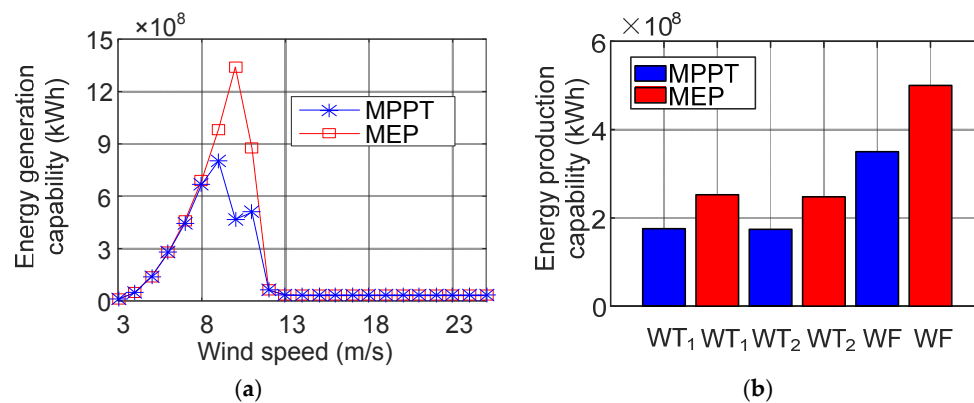 ×10⁸
15
12
9
6
3
0
Energy generation
capability (kWh)
MPPT
MEP
3 8 13 18 23
Wind speed (m/s)
(a)
×10⁸
6
4
2
0
Energy production
capability (kWh)
MPPT
MEP
WT₁ WT₁ WT₂ WT₂ WF WF
(b)